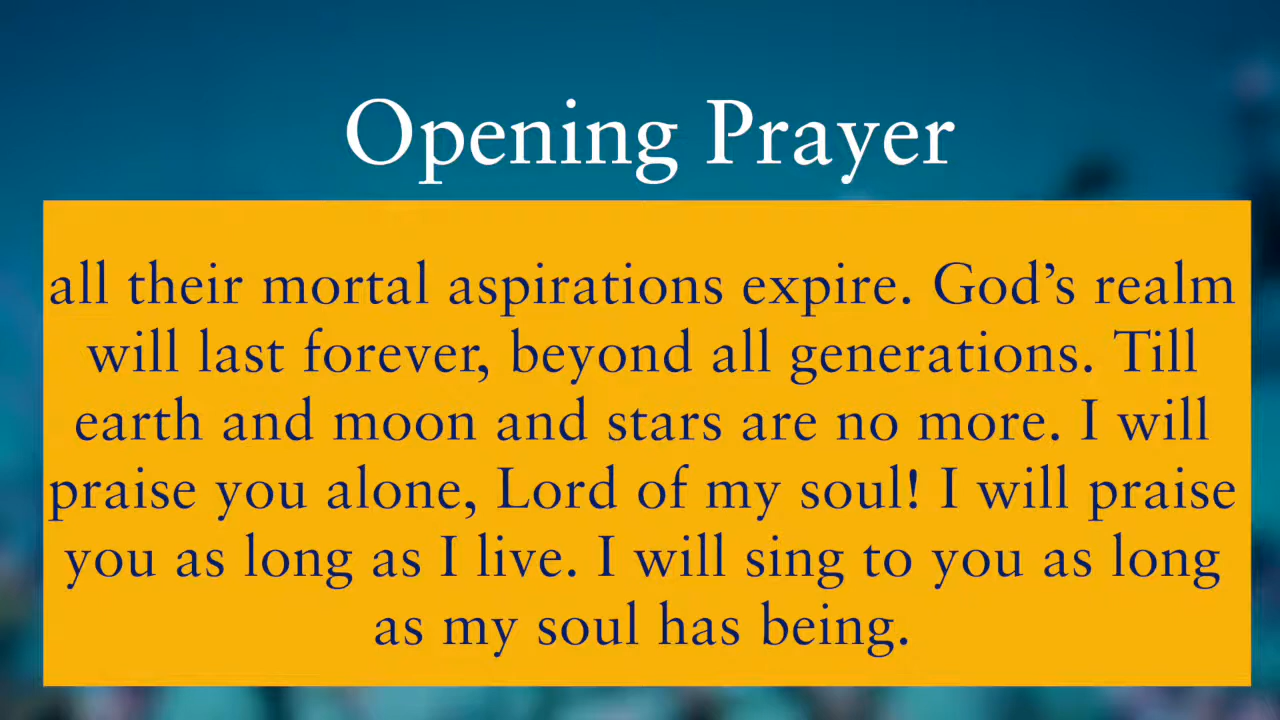 Opening Prayer
all their mortal aspirations expire. God’s realm
will last forever, beyond all generations. Till
earth and moon and stars are no more. I will
praise you alone, Lord of my soul! I will praise
you as long as I live. I will sing to you as long
as my soul has being.